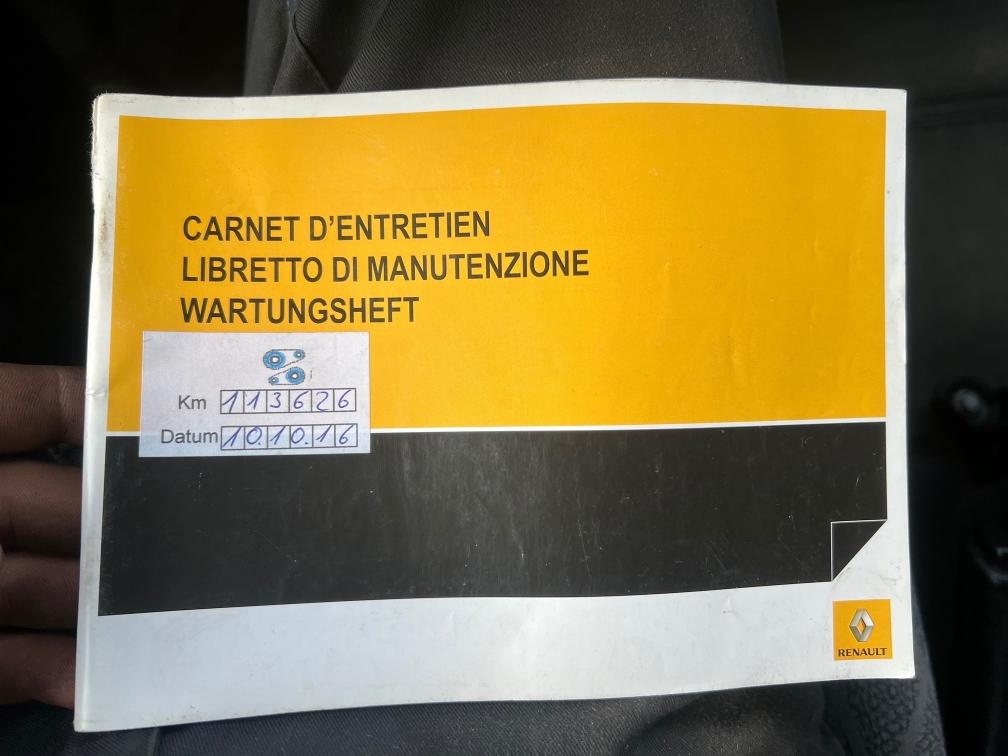 CARNET D'ENTRETIEN
LIBRETTO DI MANUTENZIONE
WARTUNGSHEFT
i
Km 113626
Datum 10.10.16
RENAULT